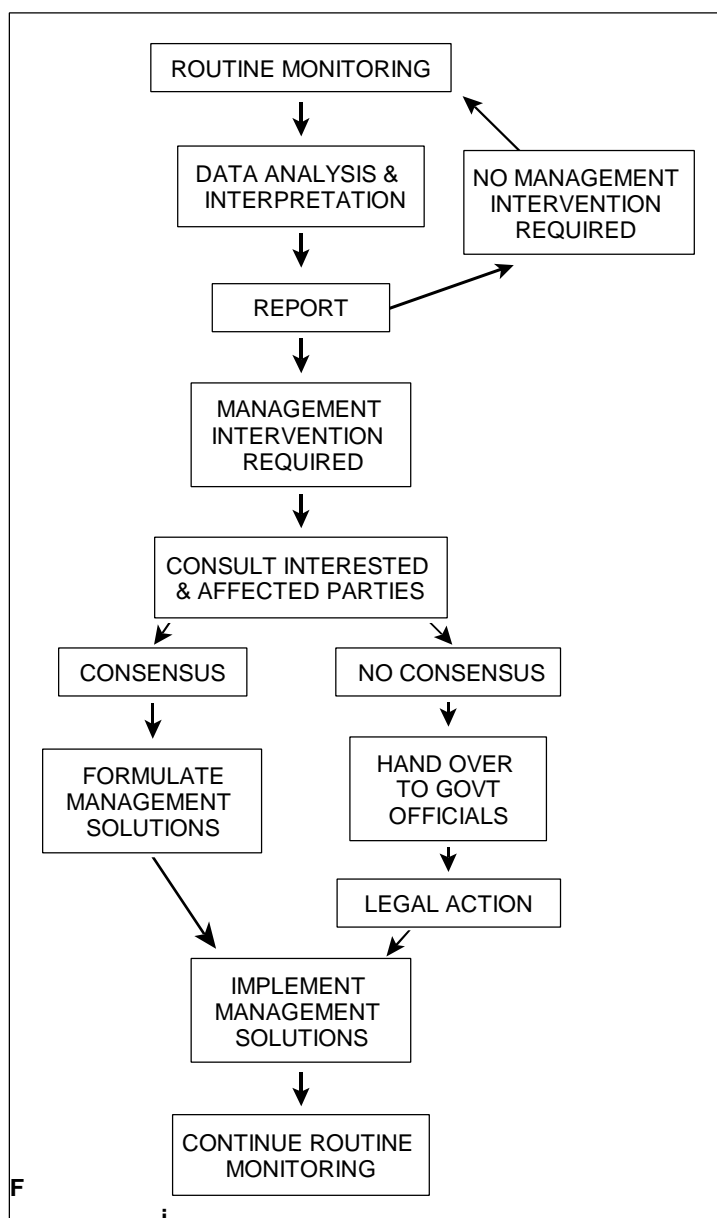 ROUTINE MONITORING
DATA ANALYSIS &
INTERPRETATION
NO MANAGEMENT
INTERVENTION
REQUIRED
REPORT
MANAGEMENT
INTERVENTION
REQUIRED
CONSULT INTERESTED
& AFFECTED PARTIES
CONSENSUS
NO CONSENSUS
FORMULATE
MANAGEMENT
SOLUTIONS
HAND OVER
TO GOVT
OFFICIALS
LEGAL ACTION
IMPLEMENT
MANAGEMENT
SOLUTIONS
CONTINUE ROUTINE
MONITORING
F
i